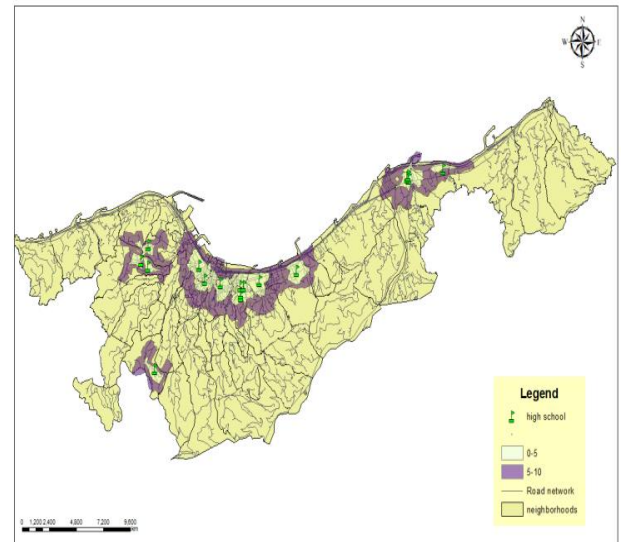 N
W E
S
Legend
high school
0-5
5-10
Road network
neighborhoods
0 1,200 2,400 4,800 7,200 9,600